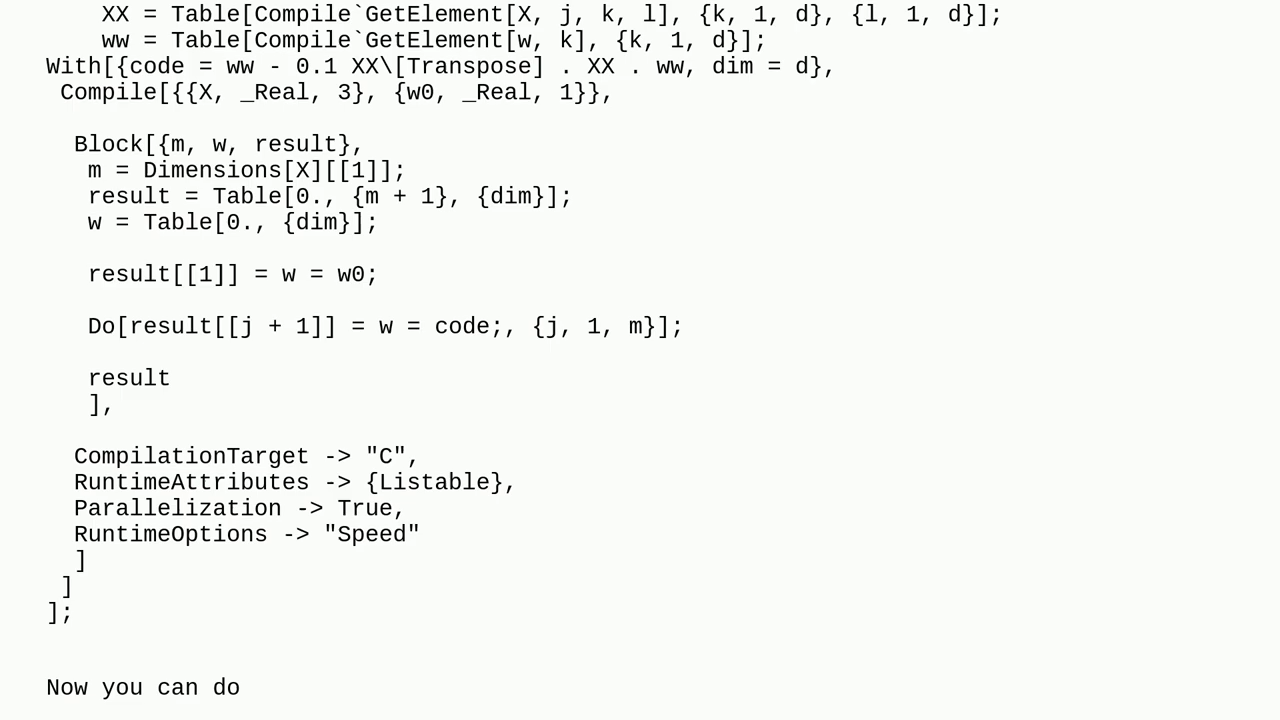 XX = Table[Compile`GetElement[X, j, k, l], {k, 1, d}, {l, 1, d}];
ww = Table[Compile`GetElement[w, k], {k, 1, d}];
With[{code = ww - 0.1 XX\[Transpose] . XX . ww, dim = d},
Compile[{{X, _Real, 3}, {w0, _Real, 1}},
Block[{m, w, result},
m = Dimensions[X][[1]];
result = Table[0., {m + 1}, {dim}];
w = Table[0., {dim}];
result[[1]] = w = w0;
Do[result[[j + 1]] = w = code;, {j, 1, m}];
result
],
CompilationTarget -> "C",
RuntimeAttributes -> {Listable},
Parallelization -> True,
RuntimeOptions -> "Speed"
]
]
];
Now you can do